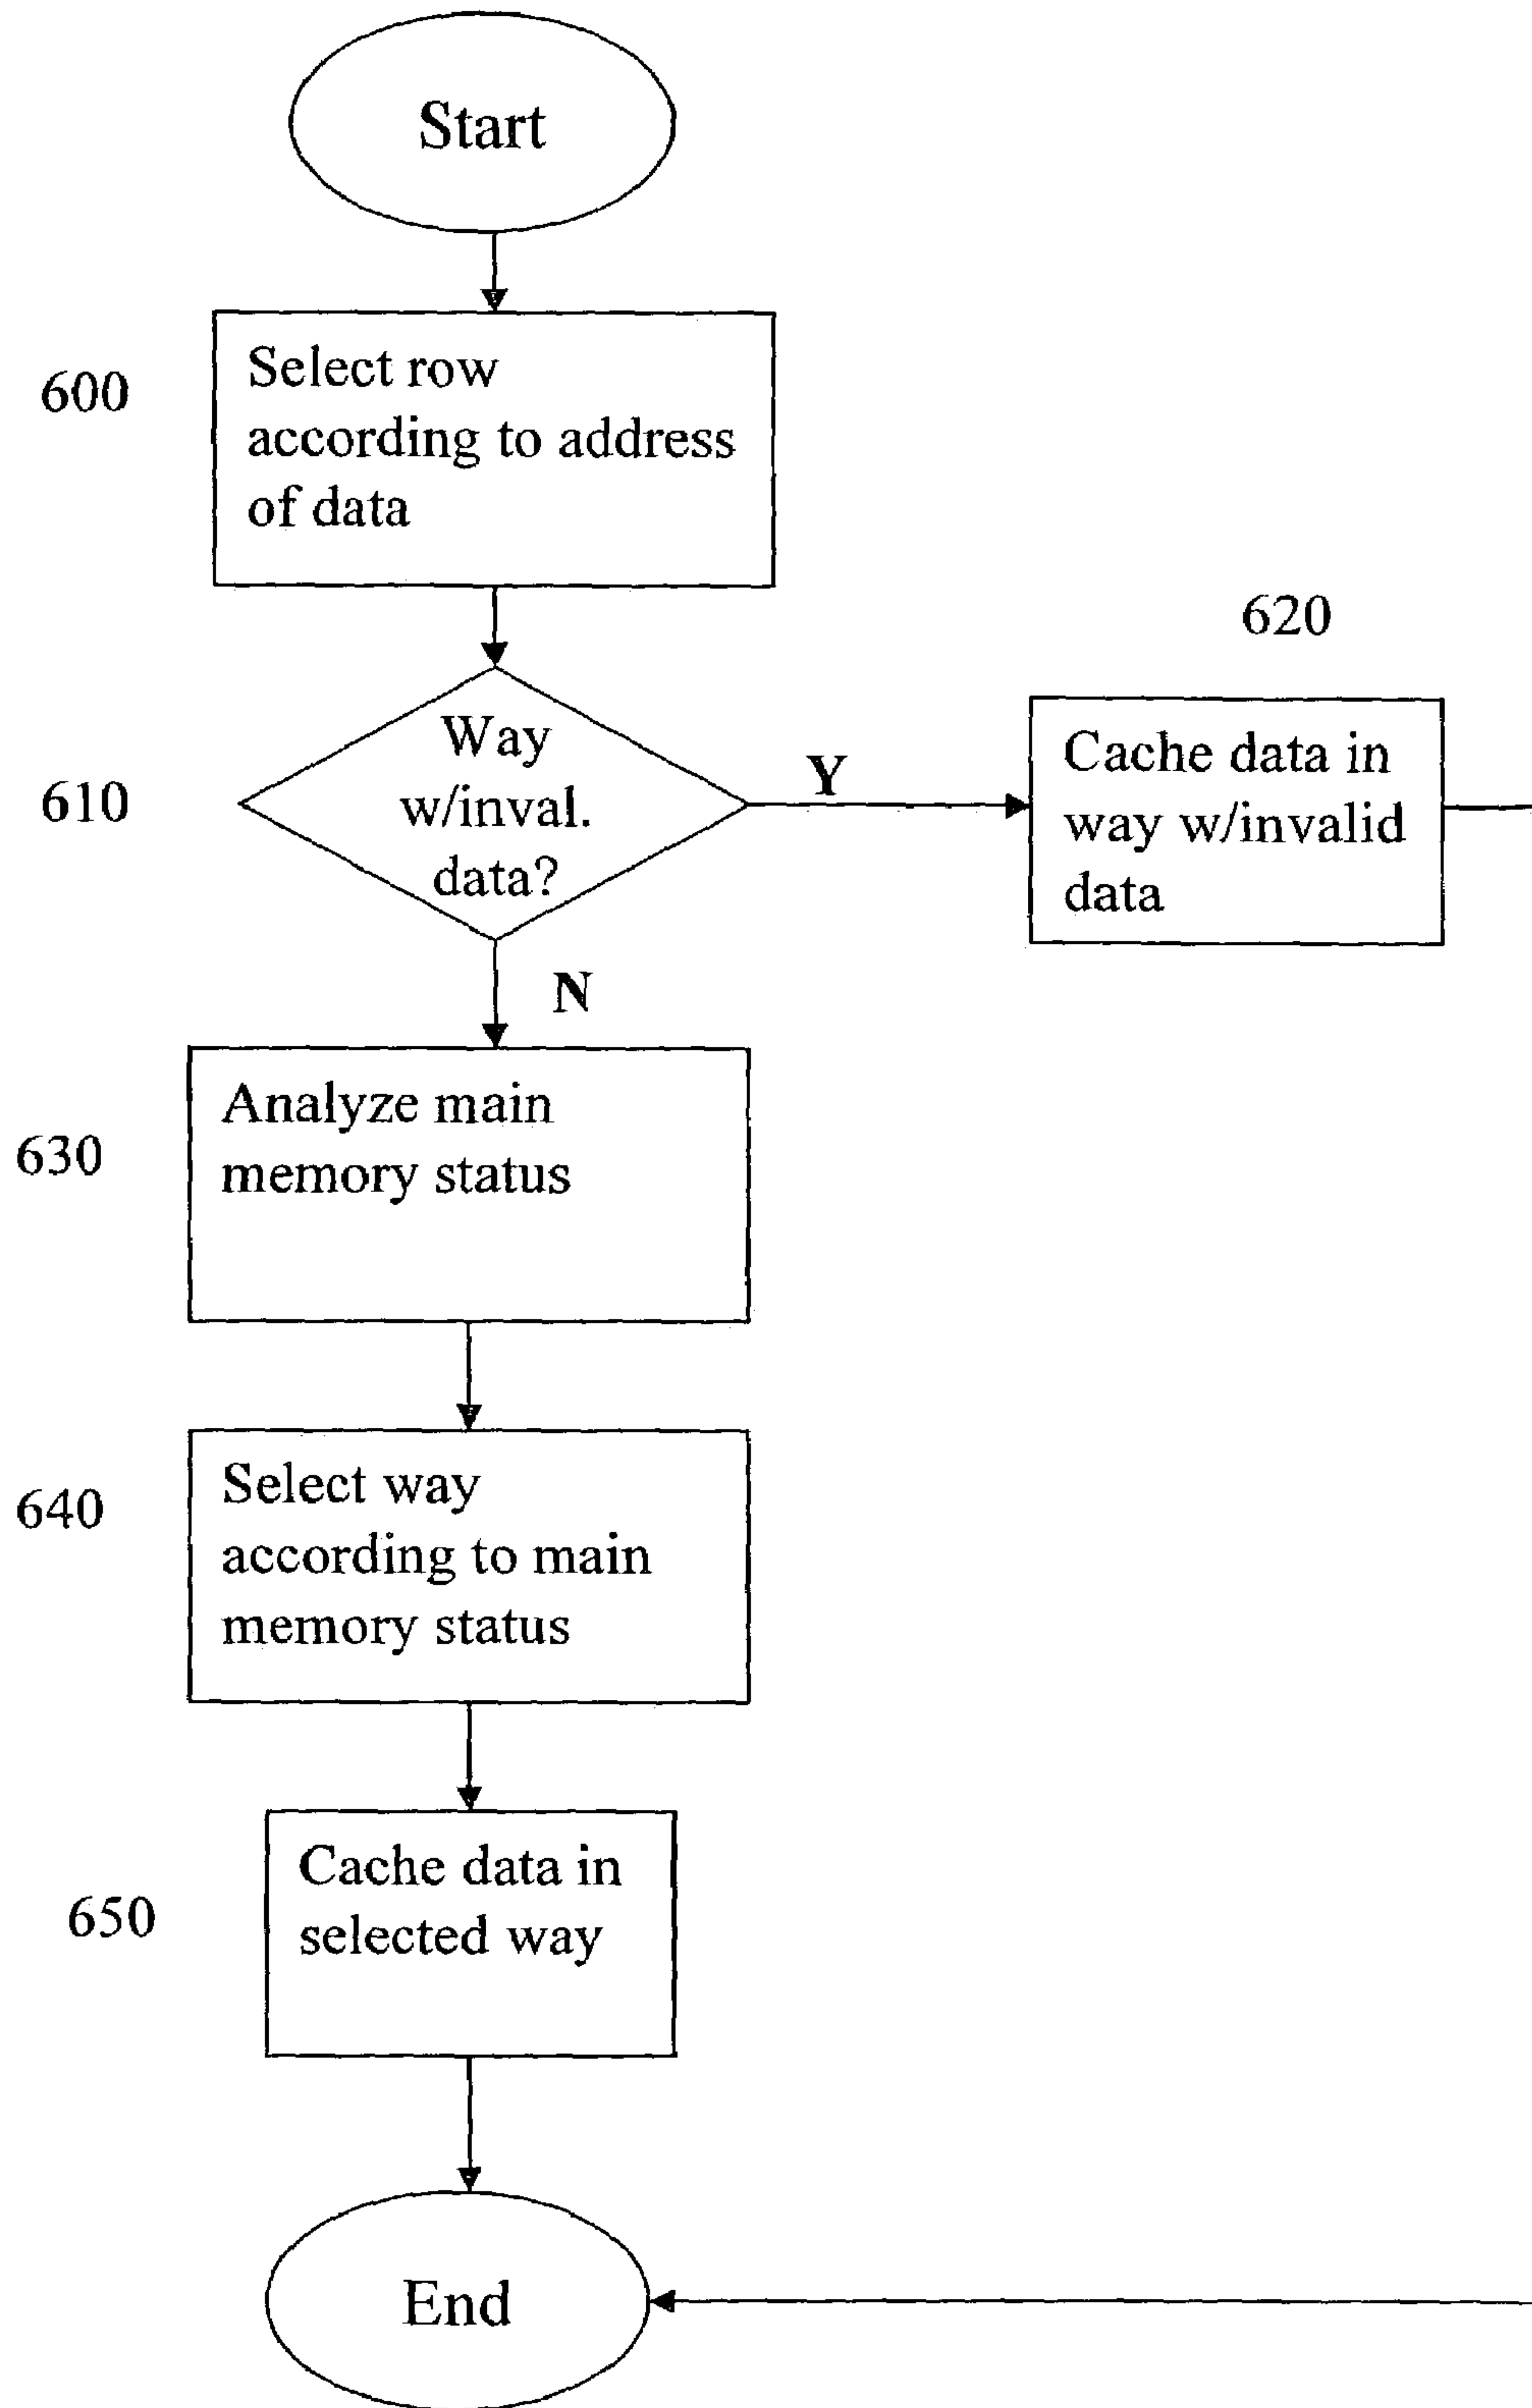 Start
600
Select row
according to address
of data
610
Way
w/inval.
data?
Y
620
Cache data in
way w/invalid
data
N
630
Analyze main
memory status
640
Select way
according to main
memory status
650
Cache data in
selected way
End